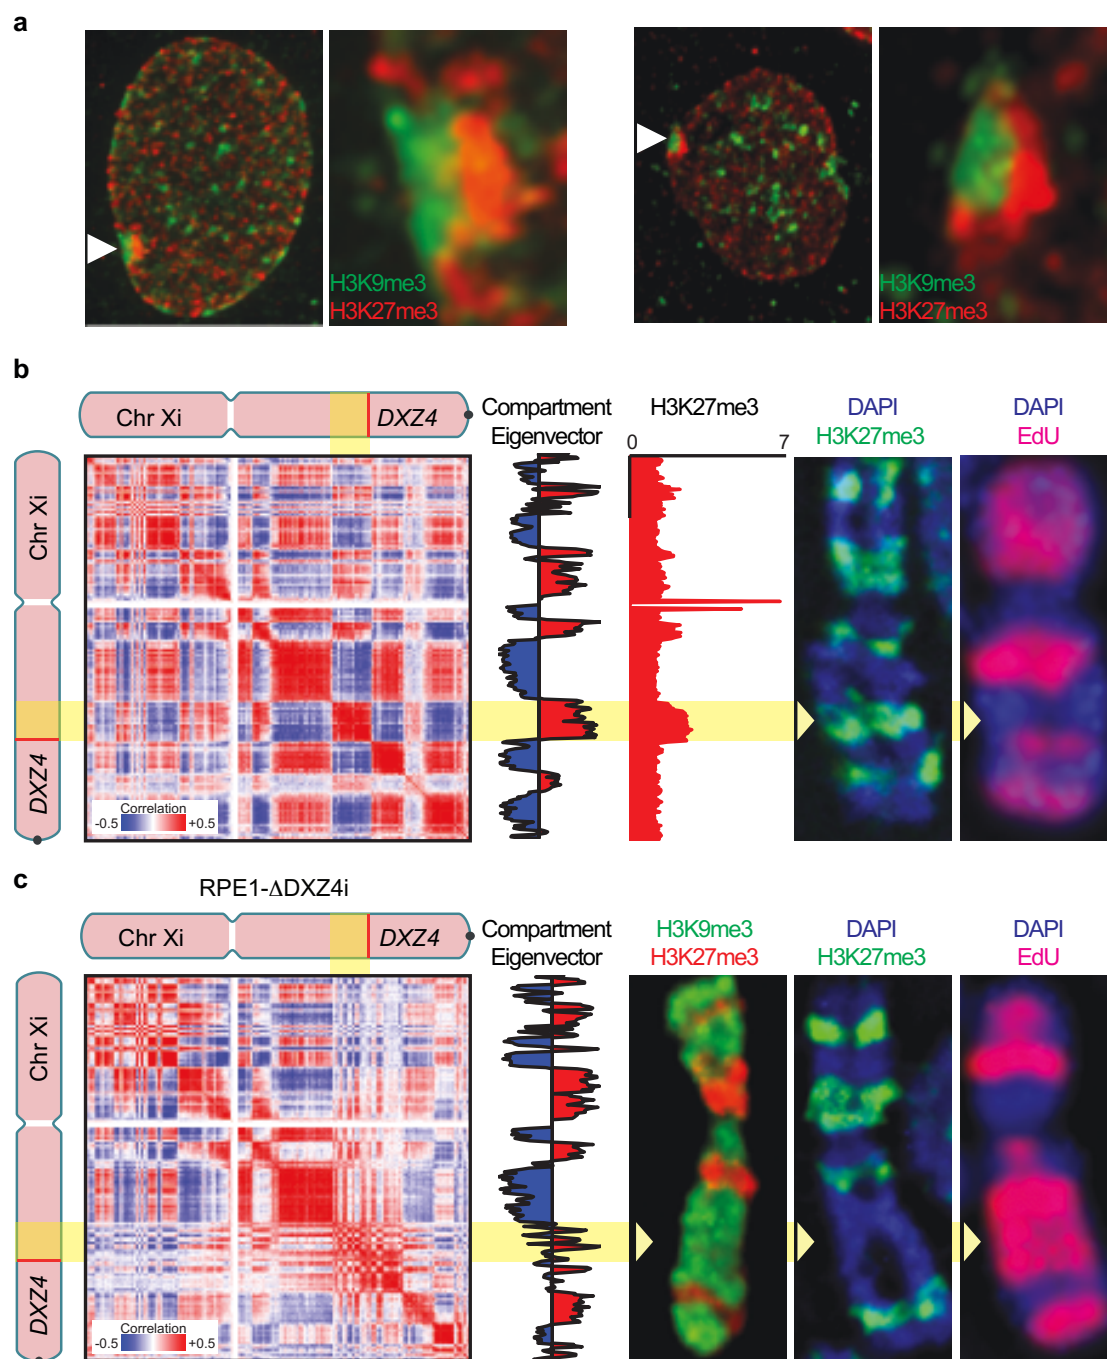 a
H3K9me3
H3K27me3
H3K9me3
H3K27me3
b
Chr Xi
DXZ4
Compartment
Eigenvector
H3K27me3
0
7
DAPI
H3K27me3
DAPI
EdU
Chr Xi
DXZ4
Correlation
-0.5
+0.5
c
RPE1-ΔDXZ4i
Chr Xi
DXZ4
Compartment
Eigenvector
H3K9me3
H3K27me3
DAPI
H3K27me3
DAPI
EdU
Chr Xi
DXZ4
Correlation
-0.5
+0.5